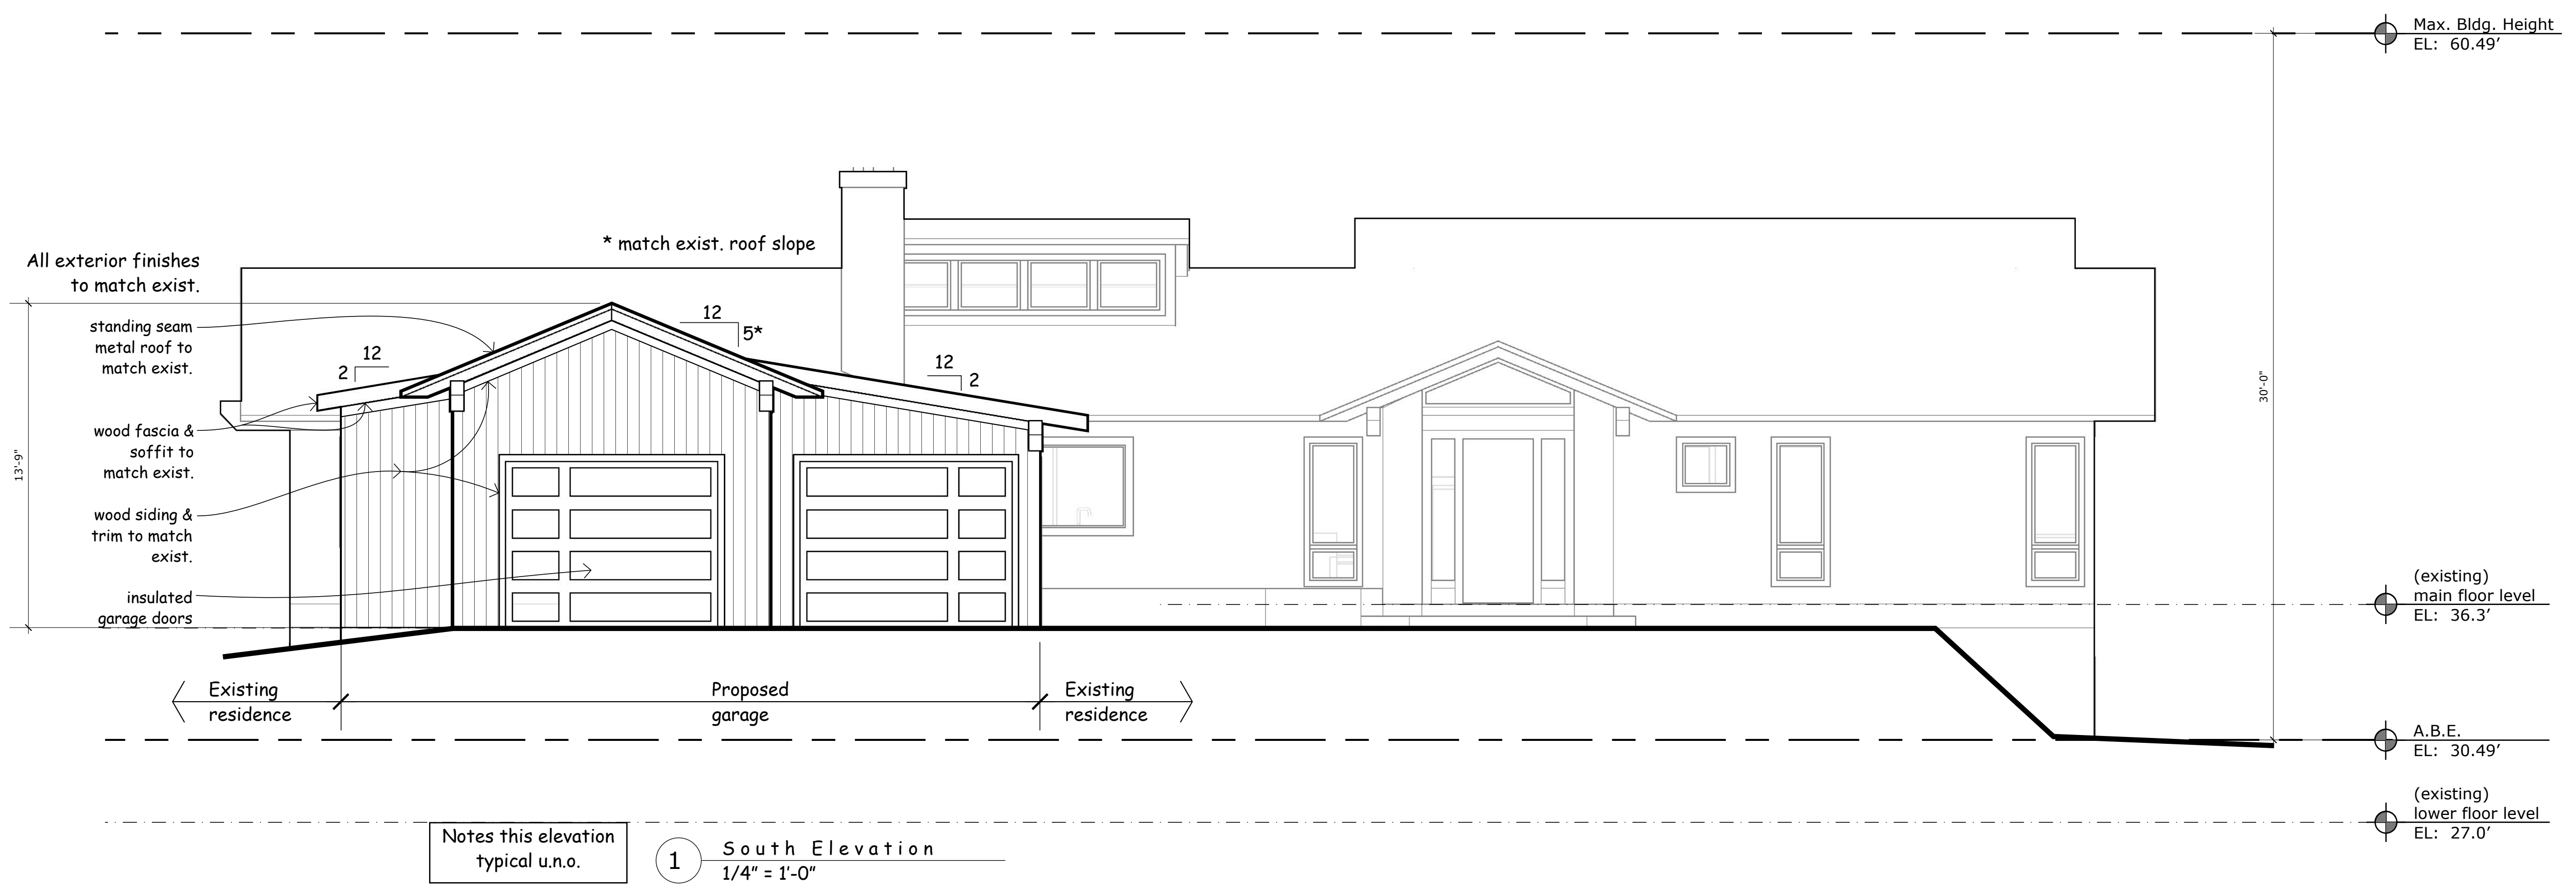 Max. Bldg. Height
EL: 60.49'
* match exist. roof slope
All exterior finishes
to match exist.
12
5*
standing seam
metal roof to
match exist.
12
2
12
2
30'-0"
wood fascia &
soffit to
match exist.
13'-9"
wood siding &
trim to match
exist.
insulated
garage doors
(existing)
main floor level
EL: 36.3'
Existing
residence
Proposed
garage
Existing
residence
A.B.E.
EL: 30.49'
(existing)
lower floor level
EL: 27.0'
Notes this elevation
typical u.n.o.
1
South Elevation
1/4" = 1'-0"